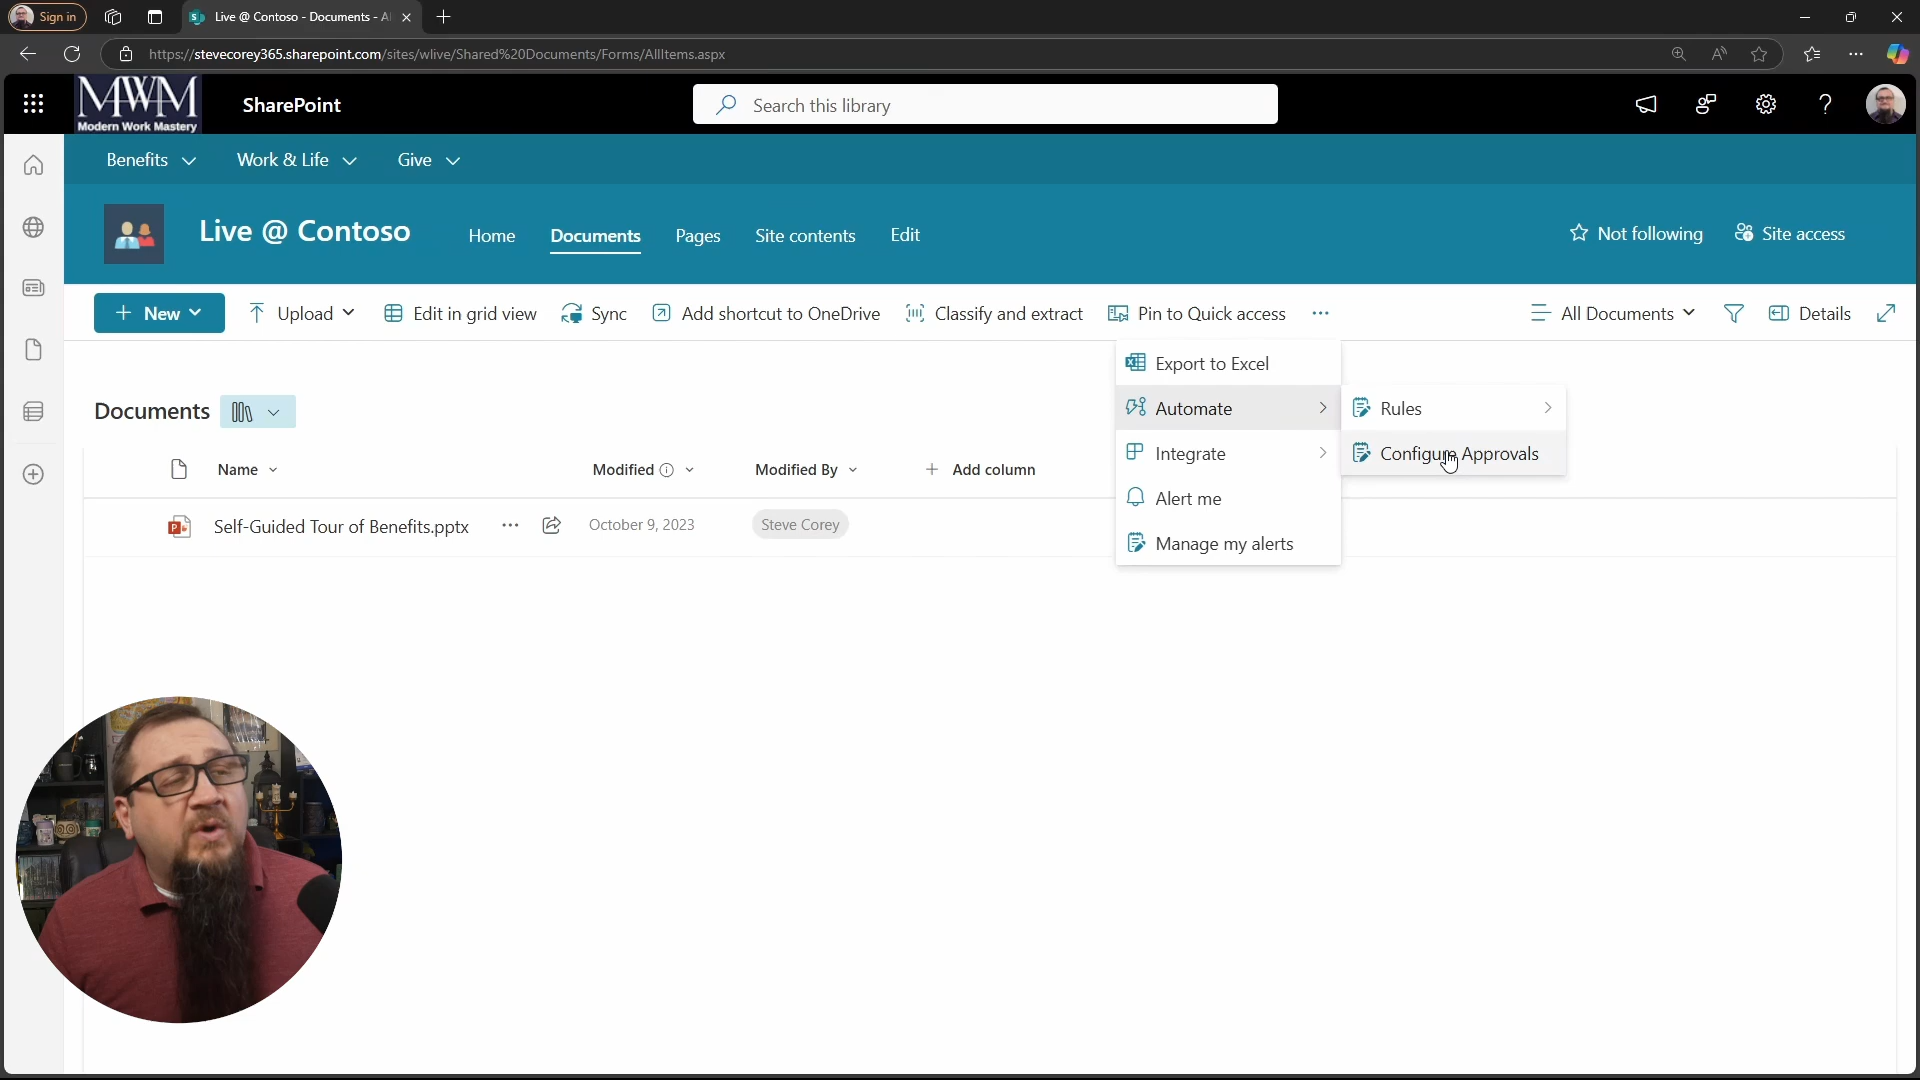 Sign in
Live @ Contoso - Documents - Al
https://stevecorey365.sharepoint.com/sites/wlive/Shared%20Documents/Forms/AllItems.aspx
MWM
Modern Work Mastery
SharePoint
Search this library
Benefits
Work & Life
Give
Live @ Contoso
Home
Documents
Pages
Site contents
Edit
Not following
Site access
New
Upload
Edit in grid view
Sync
Add shortcut to OneDrive
Classify and extract
Pin to Quick access
All Documents
Details
Export to Excel
Automate
Integrate
Alert me
Manage my alerts
Rules
Configure Approvals
Documents
Name
Modified
Modified By
Add column
Self-Guided Tour of Benefits.pptx
October 9, 2023
Steve Corey